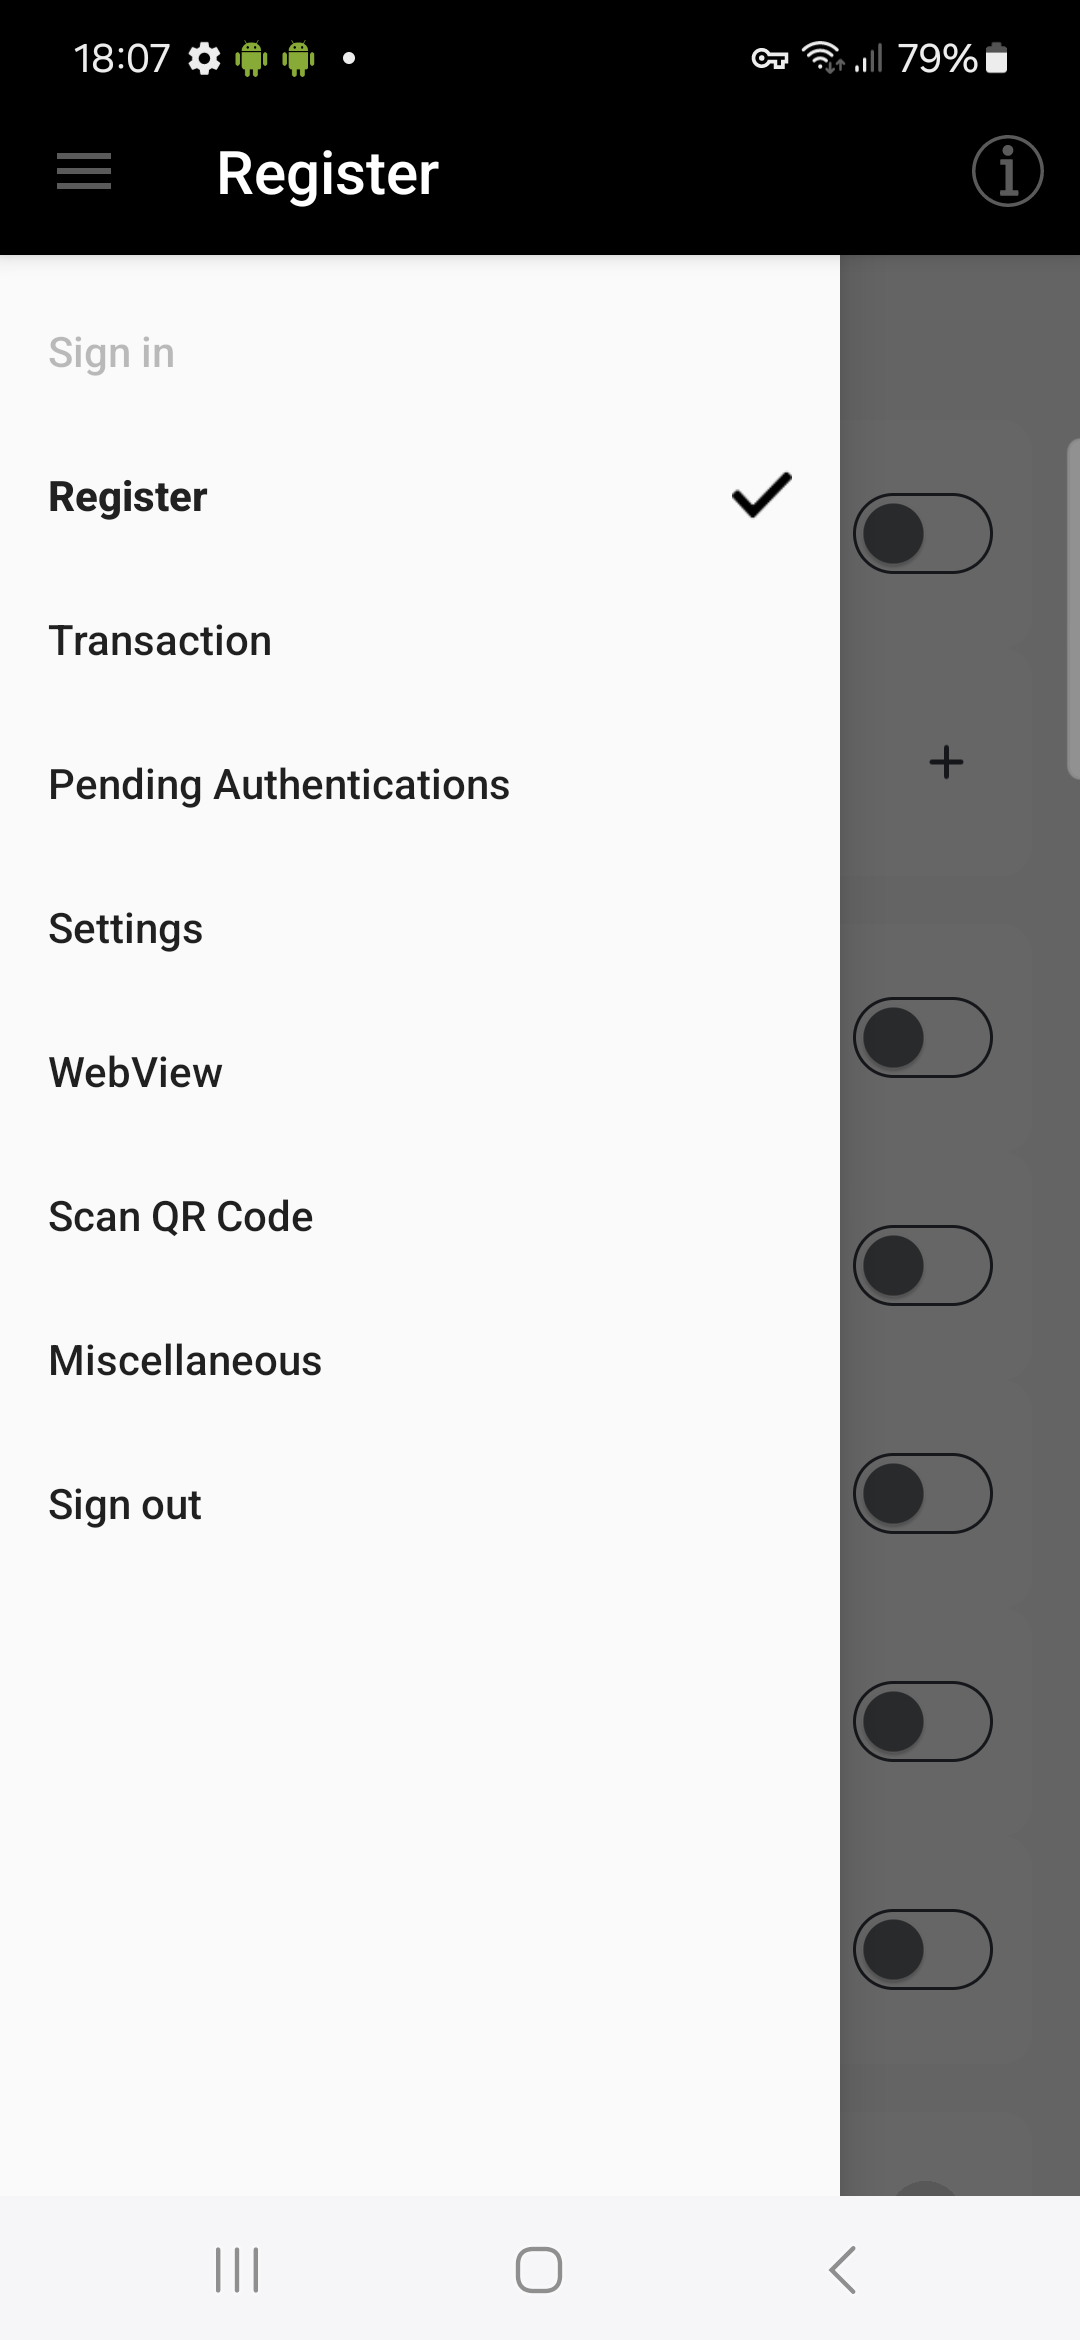 18:07 79%
Register
Sign in
Register
Transaction
Pending Authentications
Settings
WebView
Scan QR Code
Miscellaneous
Sign out